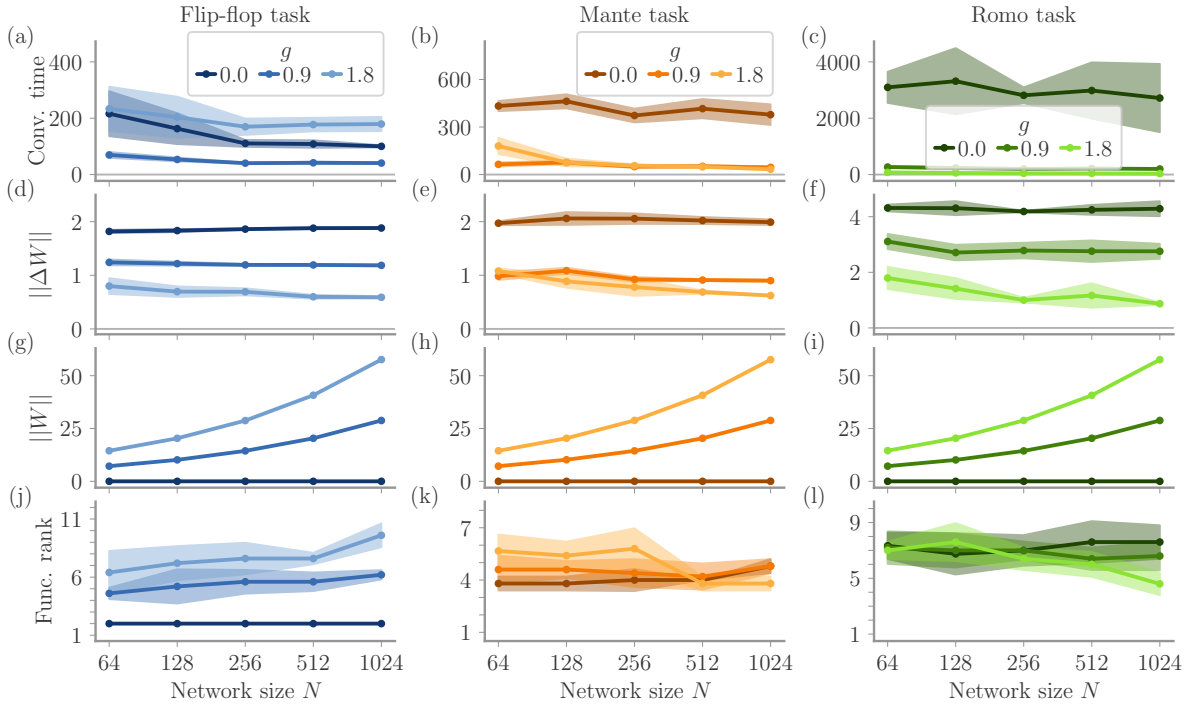 Flip-flop task
Mante task
Romo task
(a)
(b)
(c)
Conv. time
400
200
0
g
0.0 0.9 1.8
600
300
0
g
0.0 0.9 1.8
4000
2000
0
g
0.0 0.9 1.8
(d)
(e)
(f)
||ΔW||
2
1
0
2
1
0
4
2
0
(g)
(h)
(i)
||W||
50
25
0
50
25
0
50
25
0
(j)
(k)
(l)
Func. rank
11
6
1
7
4
1
9
5
1
64 128 256 512 1024
64 128 256 512 1024
64 128 256 512 1024
Network size N
Network size N
Network size N